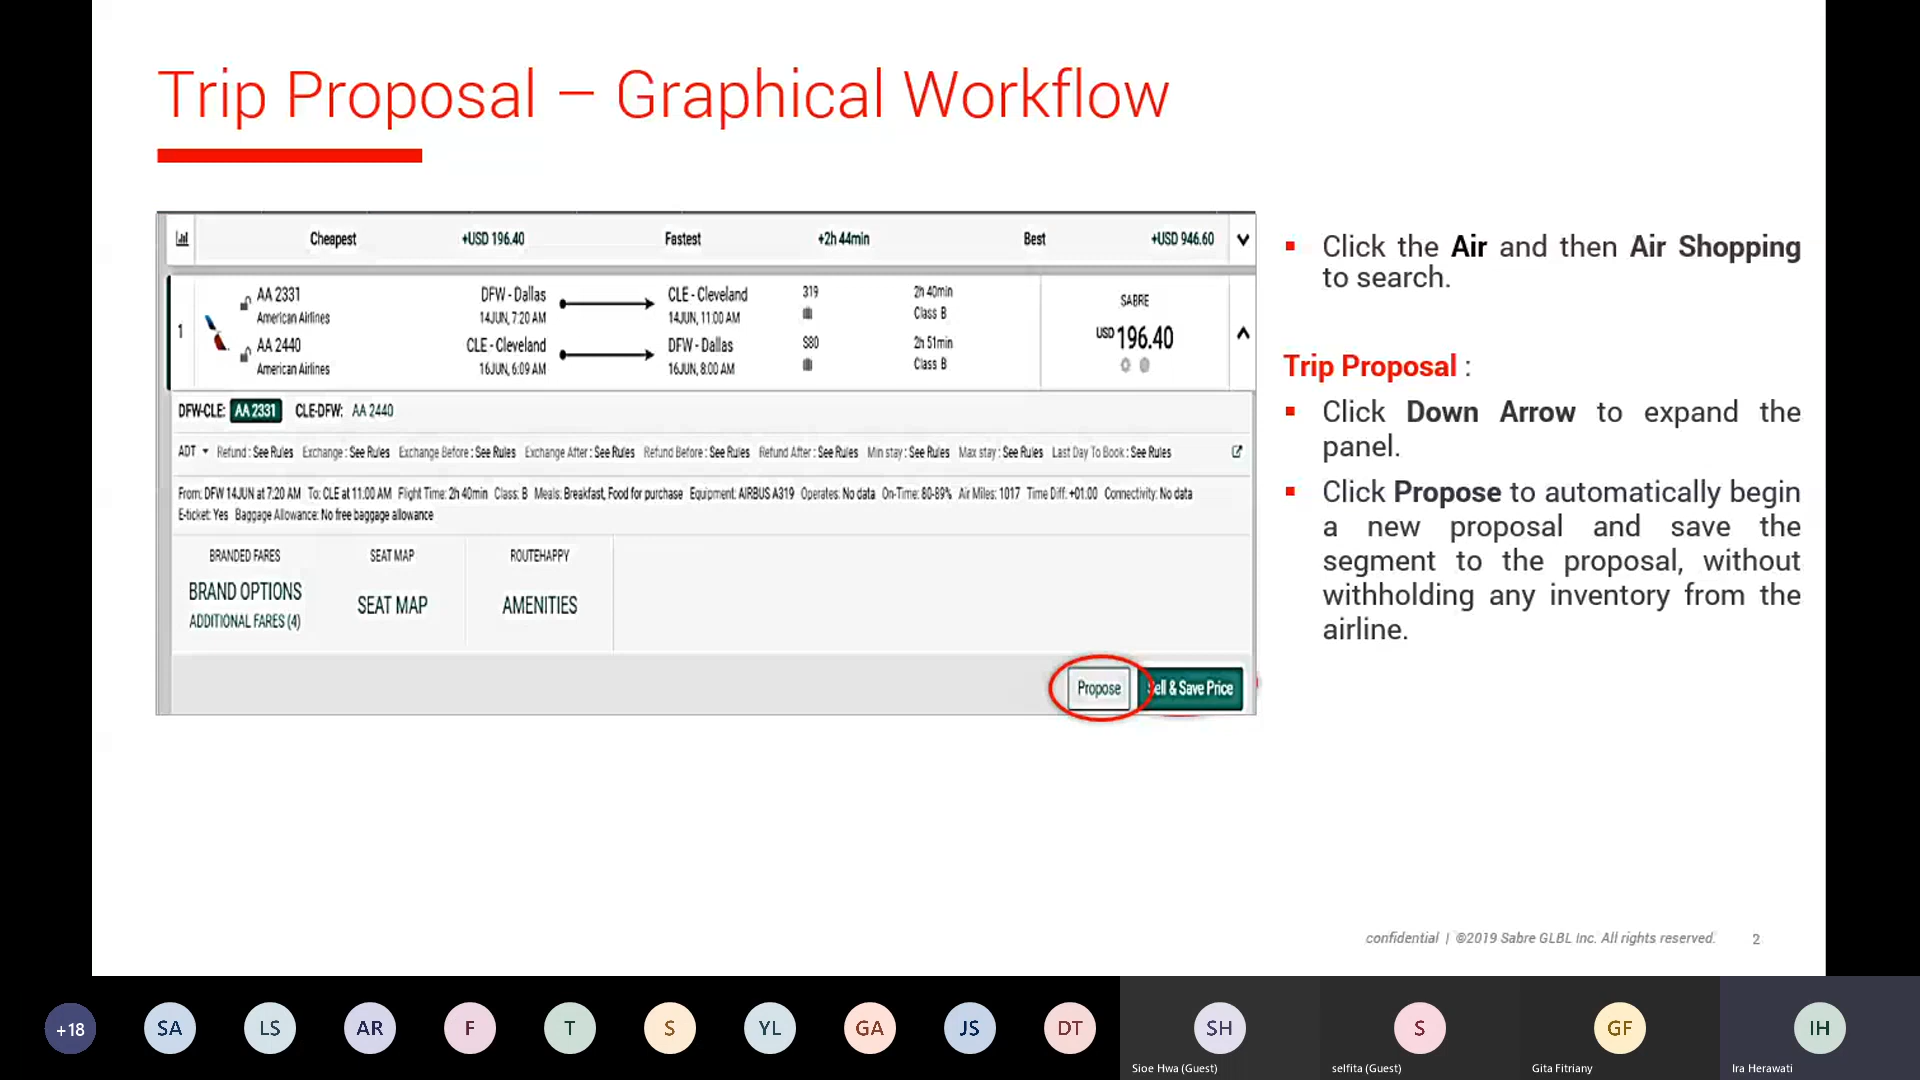 Trip Proposal – Graphical Workflow
Cheapest +USD 196.40 Fastest +2h 44min Best +USD 946.60
1
AA 2331 DFW - Dallas CLE - Cleveland 319 2h 40min
American Airlines 14JUN, 7:20 AM 14JUN, 11:00 AM Class B
AA 2440 CLE - Cleveland DFW - Dallas S80 2h 51min
American Airlines 16JUN, 6:09 AM 16JUN, 8:00 AM Class B
SABRE
USD 196.40
DFW-CLE: AA 2331 CLE-DFW: AA 2440
ADT Refund : See Rules Exchange : See Rules Exchange Before : See Rules Exchange After : See Rules Refund Before : See Rules Refund After : See Rules Min stay : See Rules Max stay : See Rules Last Day To Book : See Rules
From: DFW 14JUN at 7:20 AM To: CLE at 11:00 AM Flight Time: 2h 40min Class: B Meals: Breakfast, Food for purchase Equipment: AIRBUS A319 Operates: No data On-Time: 80-89% Air Miles: 1017 Time Diff: +01:00 Connectivity: No data
E-ticket: Yes Baggage Allowance: No free baggage allowance
BRANDED FARES SEAT MAP ROUTEHAPPY
BRAND OPTIONS SEAT MAP AMENITIES
ADDITIONAL FARES (4)
Propose Sell & Save Price
Click the Air and then Air Shopping
to search.
Trip Proposal :
Click Down Arrow to expand the
panel.
Click Propose to automatically begin
a new proposal and save the
segment to the proposal, without
withholding any inventory from the
airline.
confidential | ©2019 Sabre GLBL Inc. All rights reserved. 2
+18 SA LS AR F T S YL GA JS DT SH S GF IH
Sioe Hwa (Guest) selfita (Guest) Gita Fitriany Ira Herawati